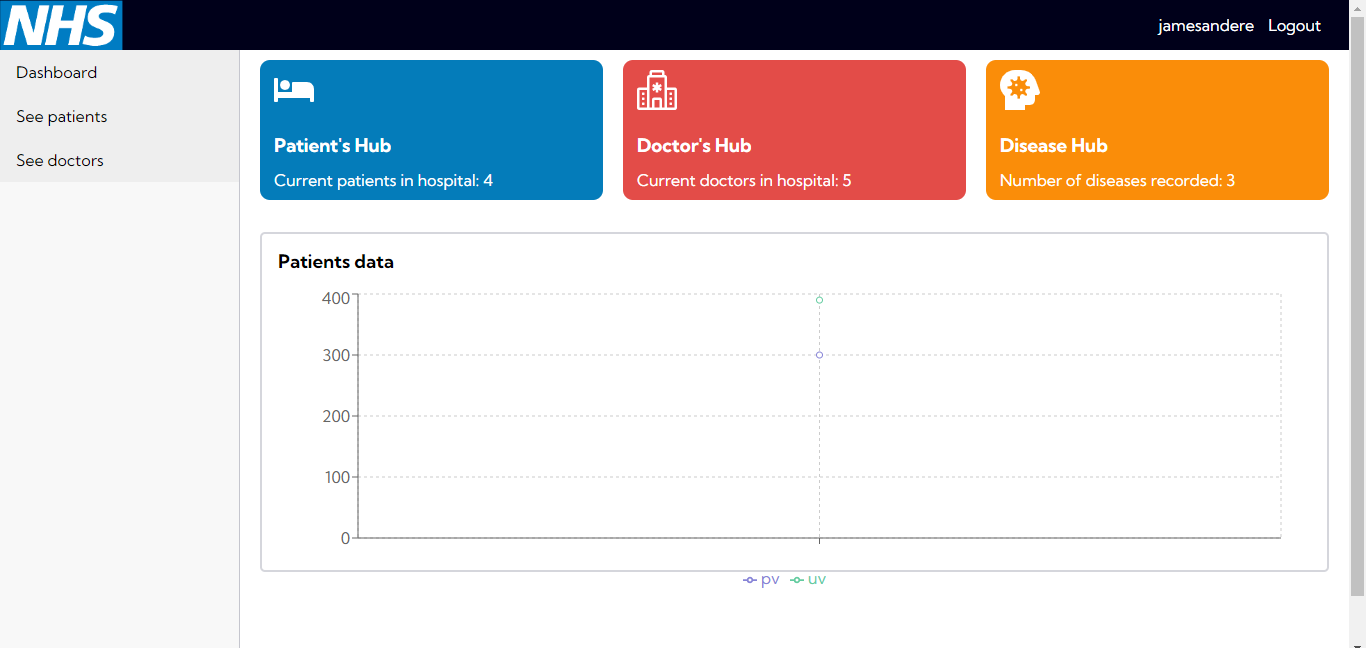 NHS
jamesandere Logout
Dashboard
See patients
See doctors
Patient's Hub
Current patients in hospital: 4
Doctor's Hub
Current doctors in hospital: 5
Disease Hub
Number of diseases recorded: 3
Patients data
400
300
200
100
0
pv uv